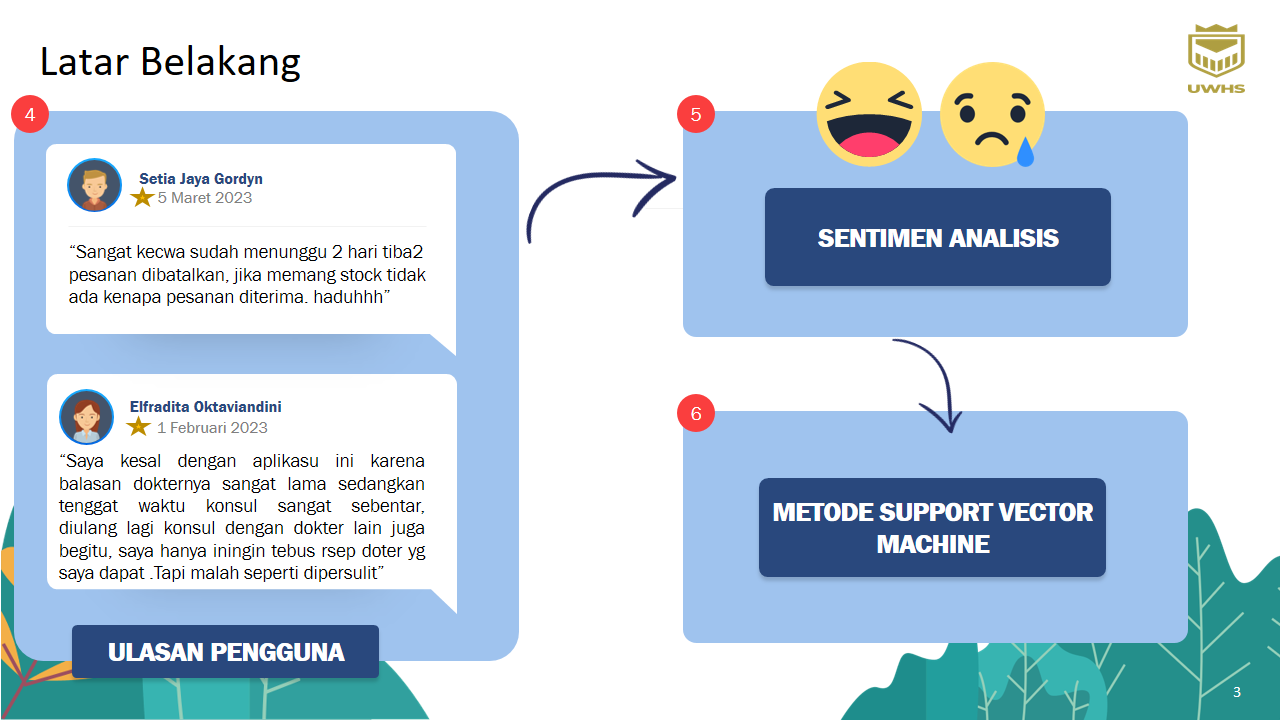 Latar Belakang
UWHS
4
Setia Jaya Gordyn
5 Maret 2023
“Sangat kecwa sudah menunggu 2 hari tiba2
pesanan dibatalkan, jika memang stock tidak
ada kenapa pesanan diterima. haduhhh”
Elfradita Oktaviandini
1 Februari 2023
“Saya kesal dengan aplikasu ini karena
balasan dokternya sangat lama sedangkan
tenggat waktu konsul sangat sebentar,
diulang lagi konsul dengan dokter lain juga
begitu, saya hanya iningin tebus rsep doter yg
saya dapat .Tapi malah seperti dipersulit”
ULASAN PENGGUNA
5
SENTIMEN ANALISIS
6
METODE SUPPORT VECTOR
MACHINE
3